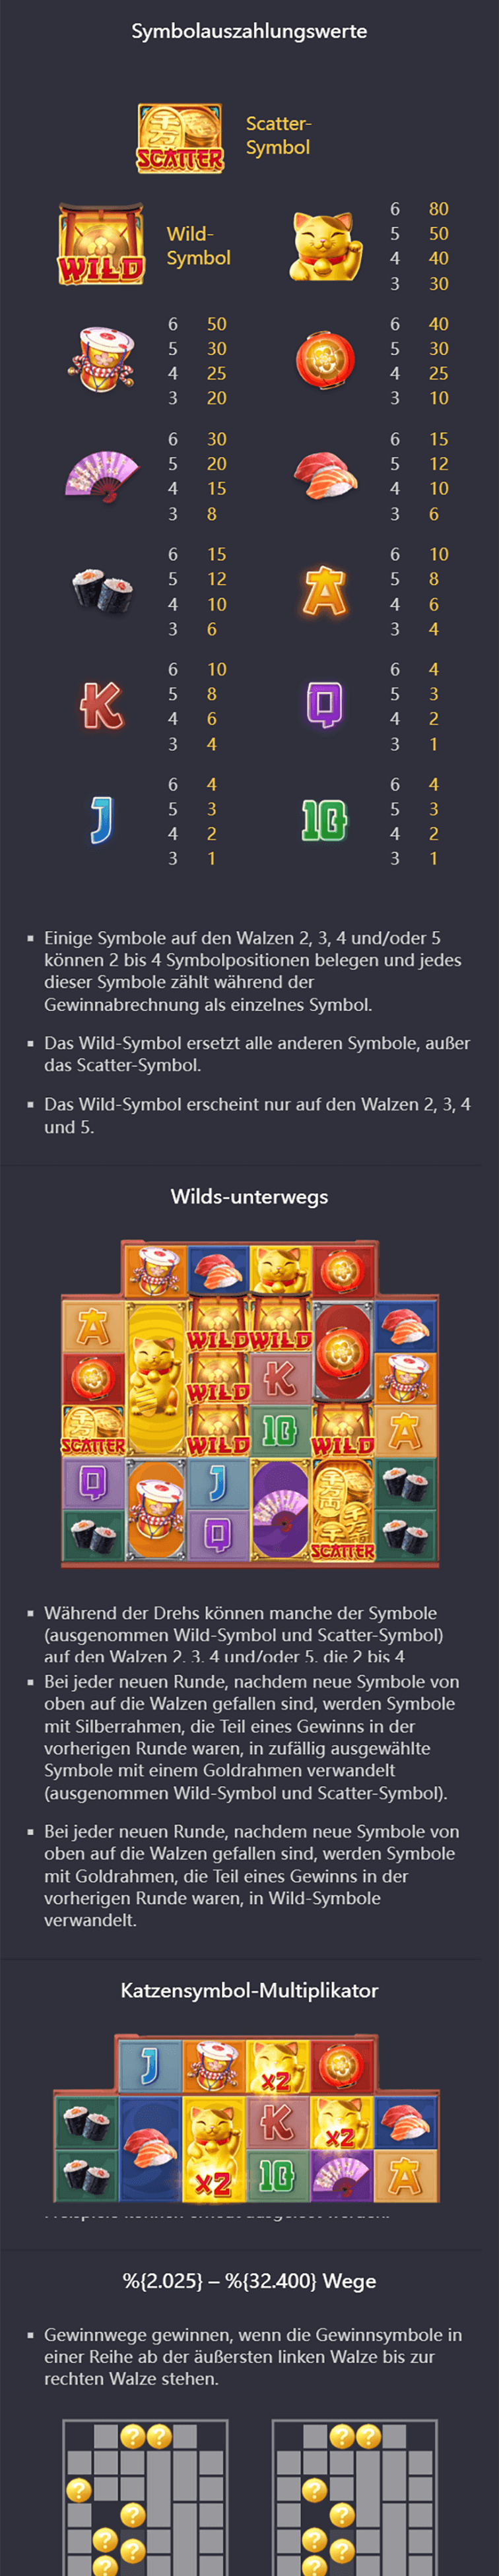 Symbolauszahlungswerte
SCATTER
Scatter-
Symbol
WILD
Wild-
Symbol
6 80
5 50
4 40
3 30
6 50
5 30
4 25
3 20
6 40
5 30
4 25
3 10
6 30
5 20
4 15
3 8
6 15
5 12
4 10
3 6
6 15
5 12
4 10
3 6
A
6 10
5 8
6 4
4 6
3 4
K
6 10
5 8
4 6
3 4
Q
6 4
5 3
4 2
3 1
J
6 4
5 3
4 2
3 1
10
6 4
5 3
4 2
3 1
▪ Einige Symbole auf den Walzen 2, 3, 4 und/oder 5
können 2 bis 4 Symbolpositionen belegen und jedes
dieser Symbole zählt während der
Gewinnabrechnung als einzelnes Symbol.
▪ Das Wild-Symbol ersetzt alle anderen Symbole, außer
das Scatter-Symbol.
▪ Das Wild-Symbol erscheint nur auf den Walzen 2, 3, 4
und 5.
Wilds-unterwegs
A WILD WILD
WILD K
SCATTER WILD 10 WILD A
Q J
Q SCATTER
▪ Während der Drehs können manche der Symbole
(ausgenommen Wild-Symbol und Scatter-Symbol)
auf den Walzen 2, 3, 4 und/oder 5, die 2 bis 4
▪ Bei jeder neuen Runde, nachdem neue Symbole von
oben auf die Walzen gefallen sind, werden Symbole
mit Silberrahmen, die Teil eines Gewinns in der
vorherigen Runde waren, in zufällig ausgewählte
Symbole mit einem Goldrahmen verwandelt
(ausgenommen Wild-Symbol und Scatter-Symbol).
▪ Bei jeder neuen Runde, nachdem neue Symbole von
oben auf die Walzen gefallen sind, werden Symbole
mit Goldrahmen, die Teil eines Gewinns in der
vorherigen Runde waren, in Wild-Symbole
verwandelt.
Katzensymbol-Multiplikator
J x2
K x2
x2 10 A
%{2.025} – %{32.400} Wege
▪ Gewinnwege gewinnen, wenn die Gewinnsymbole in
einer Reihe ab der äußersten linken Walze bis zur
rechten Walze stehen.